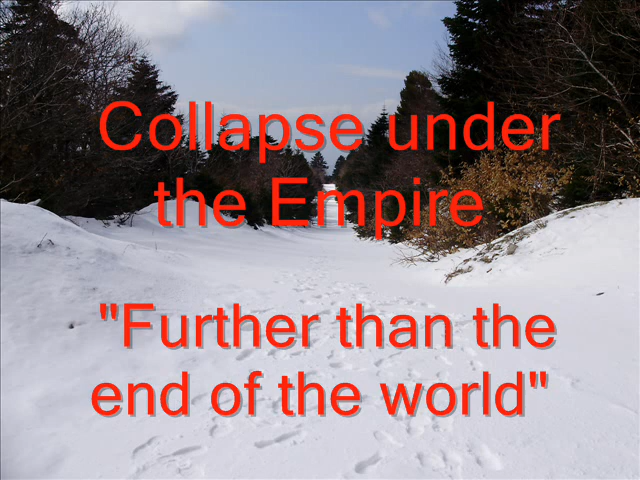 Collapse under
the Empire
"Further than the
end of the world"